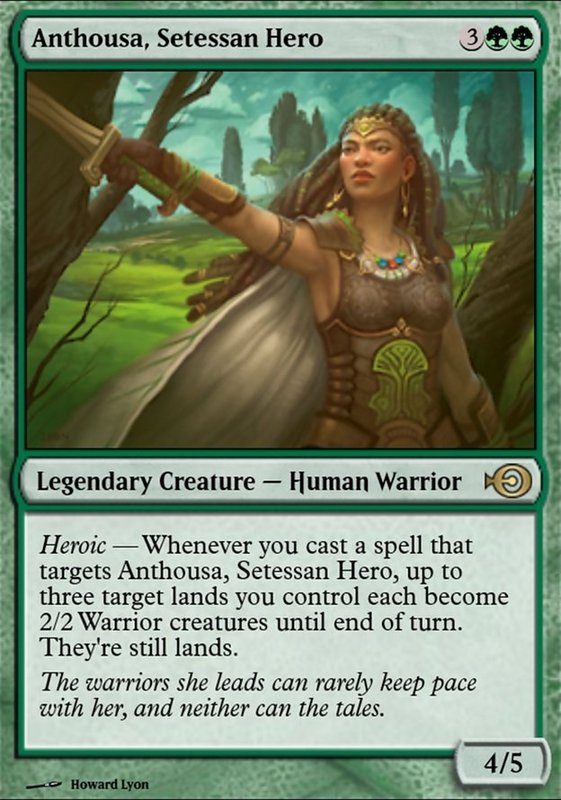 Anthousa, Setessan Hero 3
Legendary Creature — Human Warrior
Heroic — Whenever you cast a spell that
targets Anthousa, Setessan Hero, up to
three target lands you control each become
2/2 Warrior creatures until end of turn.
They're still lands.
The warriors she leads can rarely keep pace
with her, and neither can the tales.
4/5
Howard Lyon